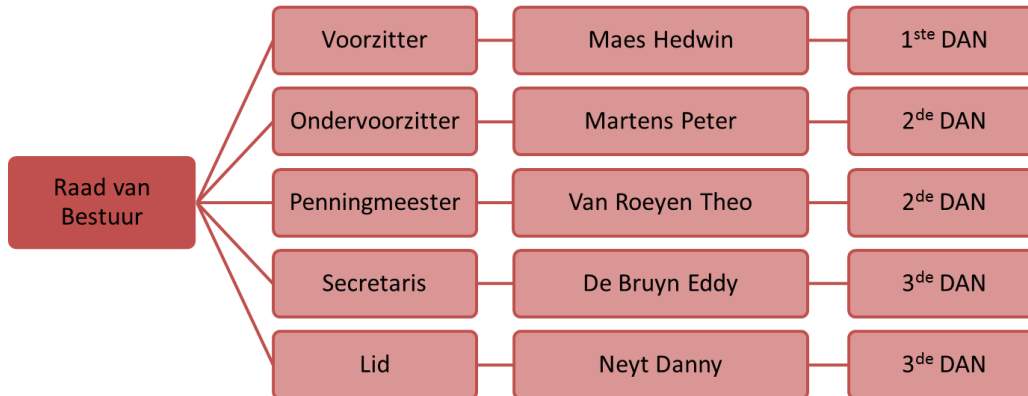 Raad van
Bestuur
Voorzitter Maes Hedwin 1ste DAN
Ondervoorzitter Martens Peter 2de DAN
Penningmeester Van Roeyen Theo 2de DAN
Secretaris De Bruyn Eddy 3de DAN
Lid Neyt Danny 3de DAN